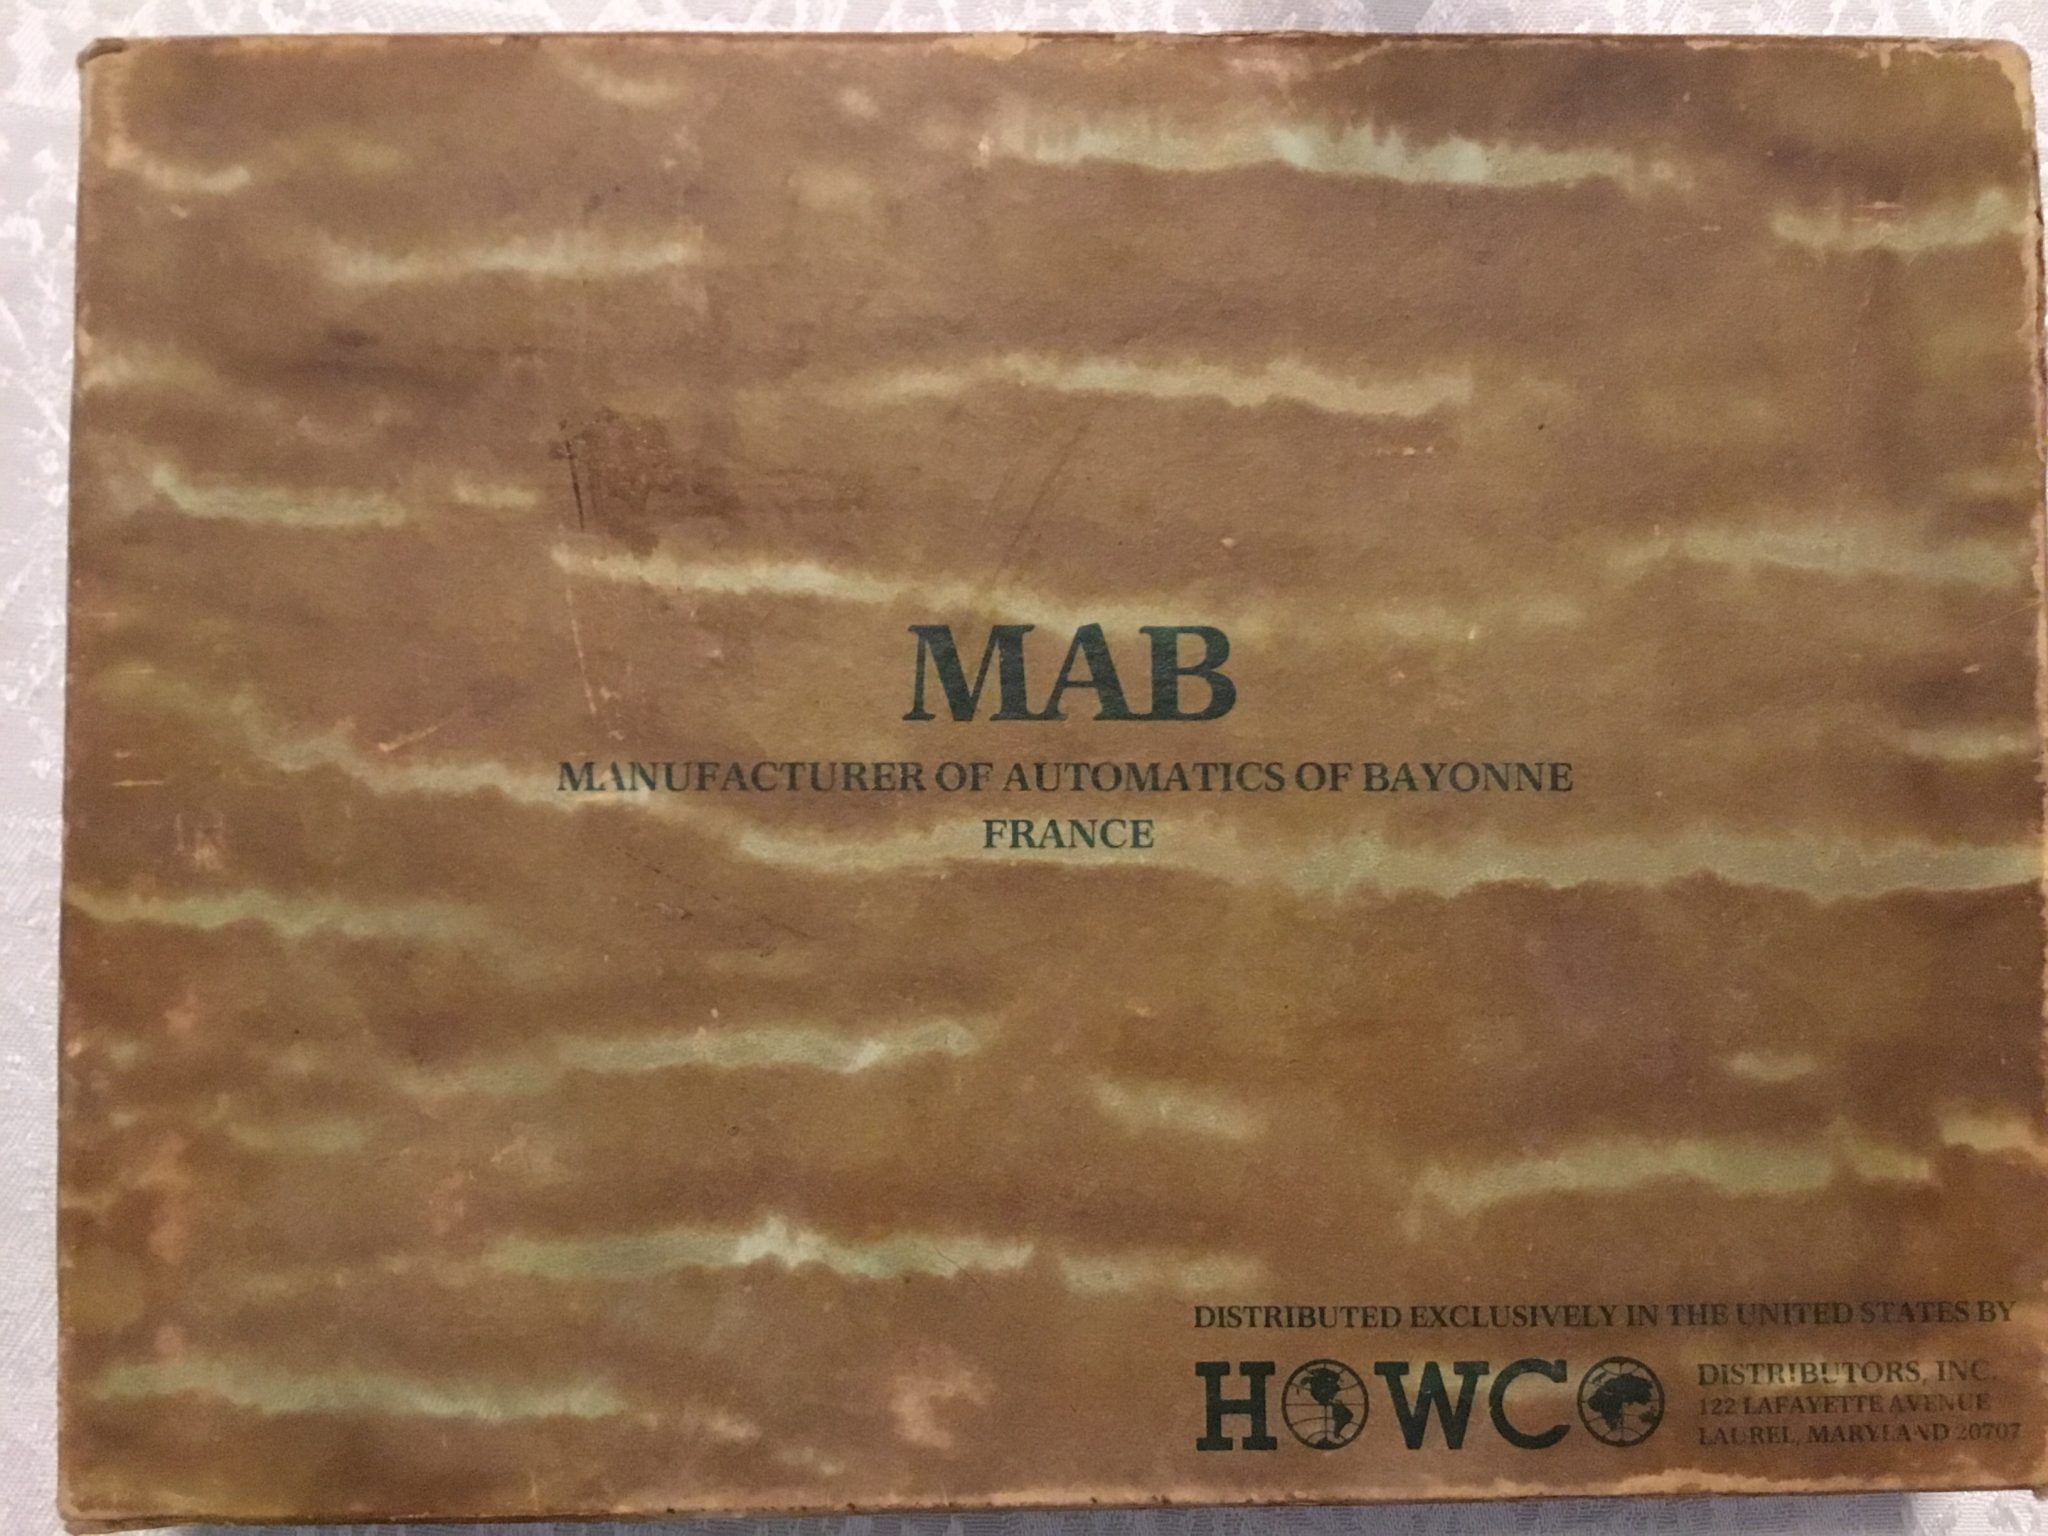 MAB
MANUFACTURER OF AUTOMATICS OF BAYONNE
FRANCE
DISTRIBUTED EXCLUSIVELY IN THE UNITED STATES BY
HOWCO
DISTRIBUTORS, INC.
122 LAFAYETTE AVENUE
LAUREL, MARYLAND 20707